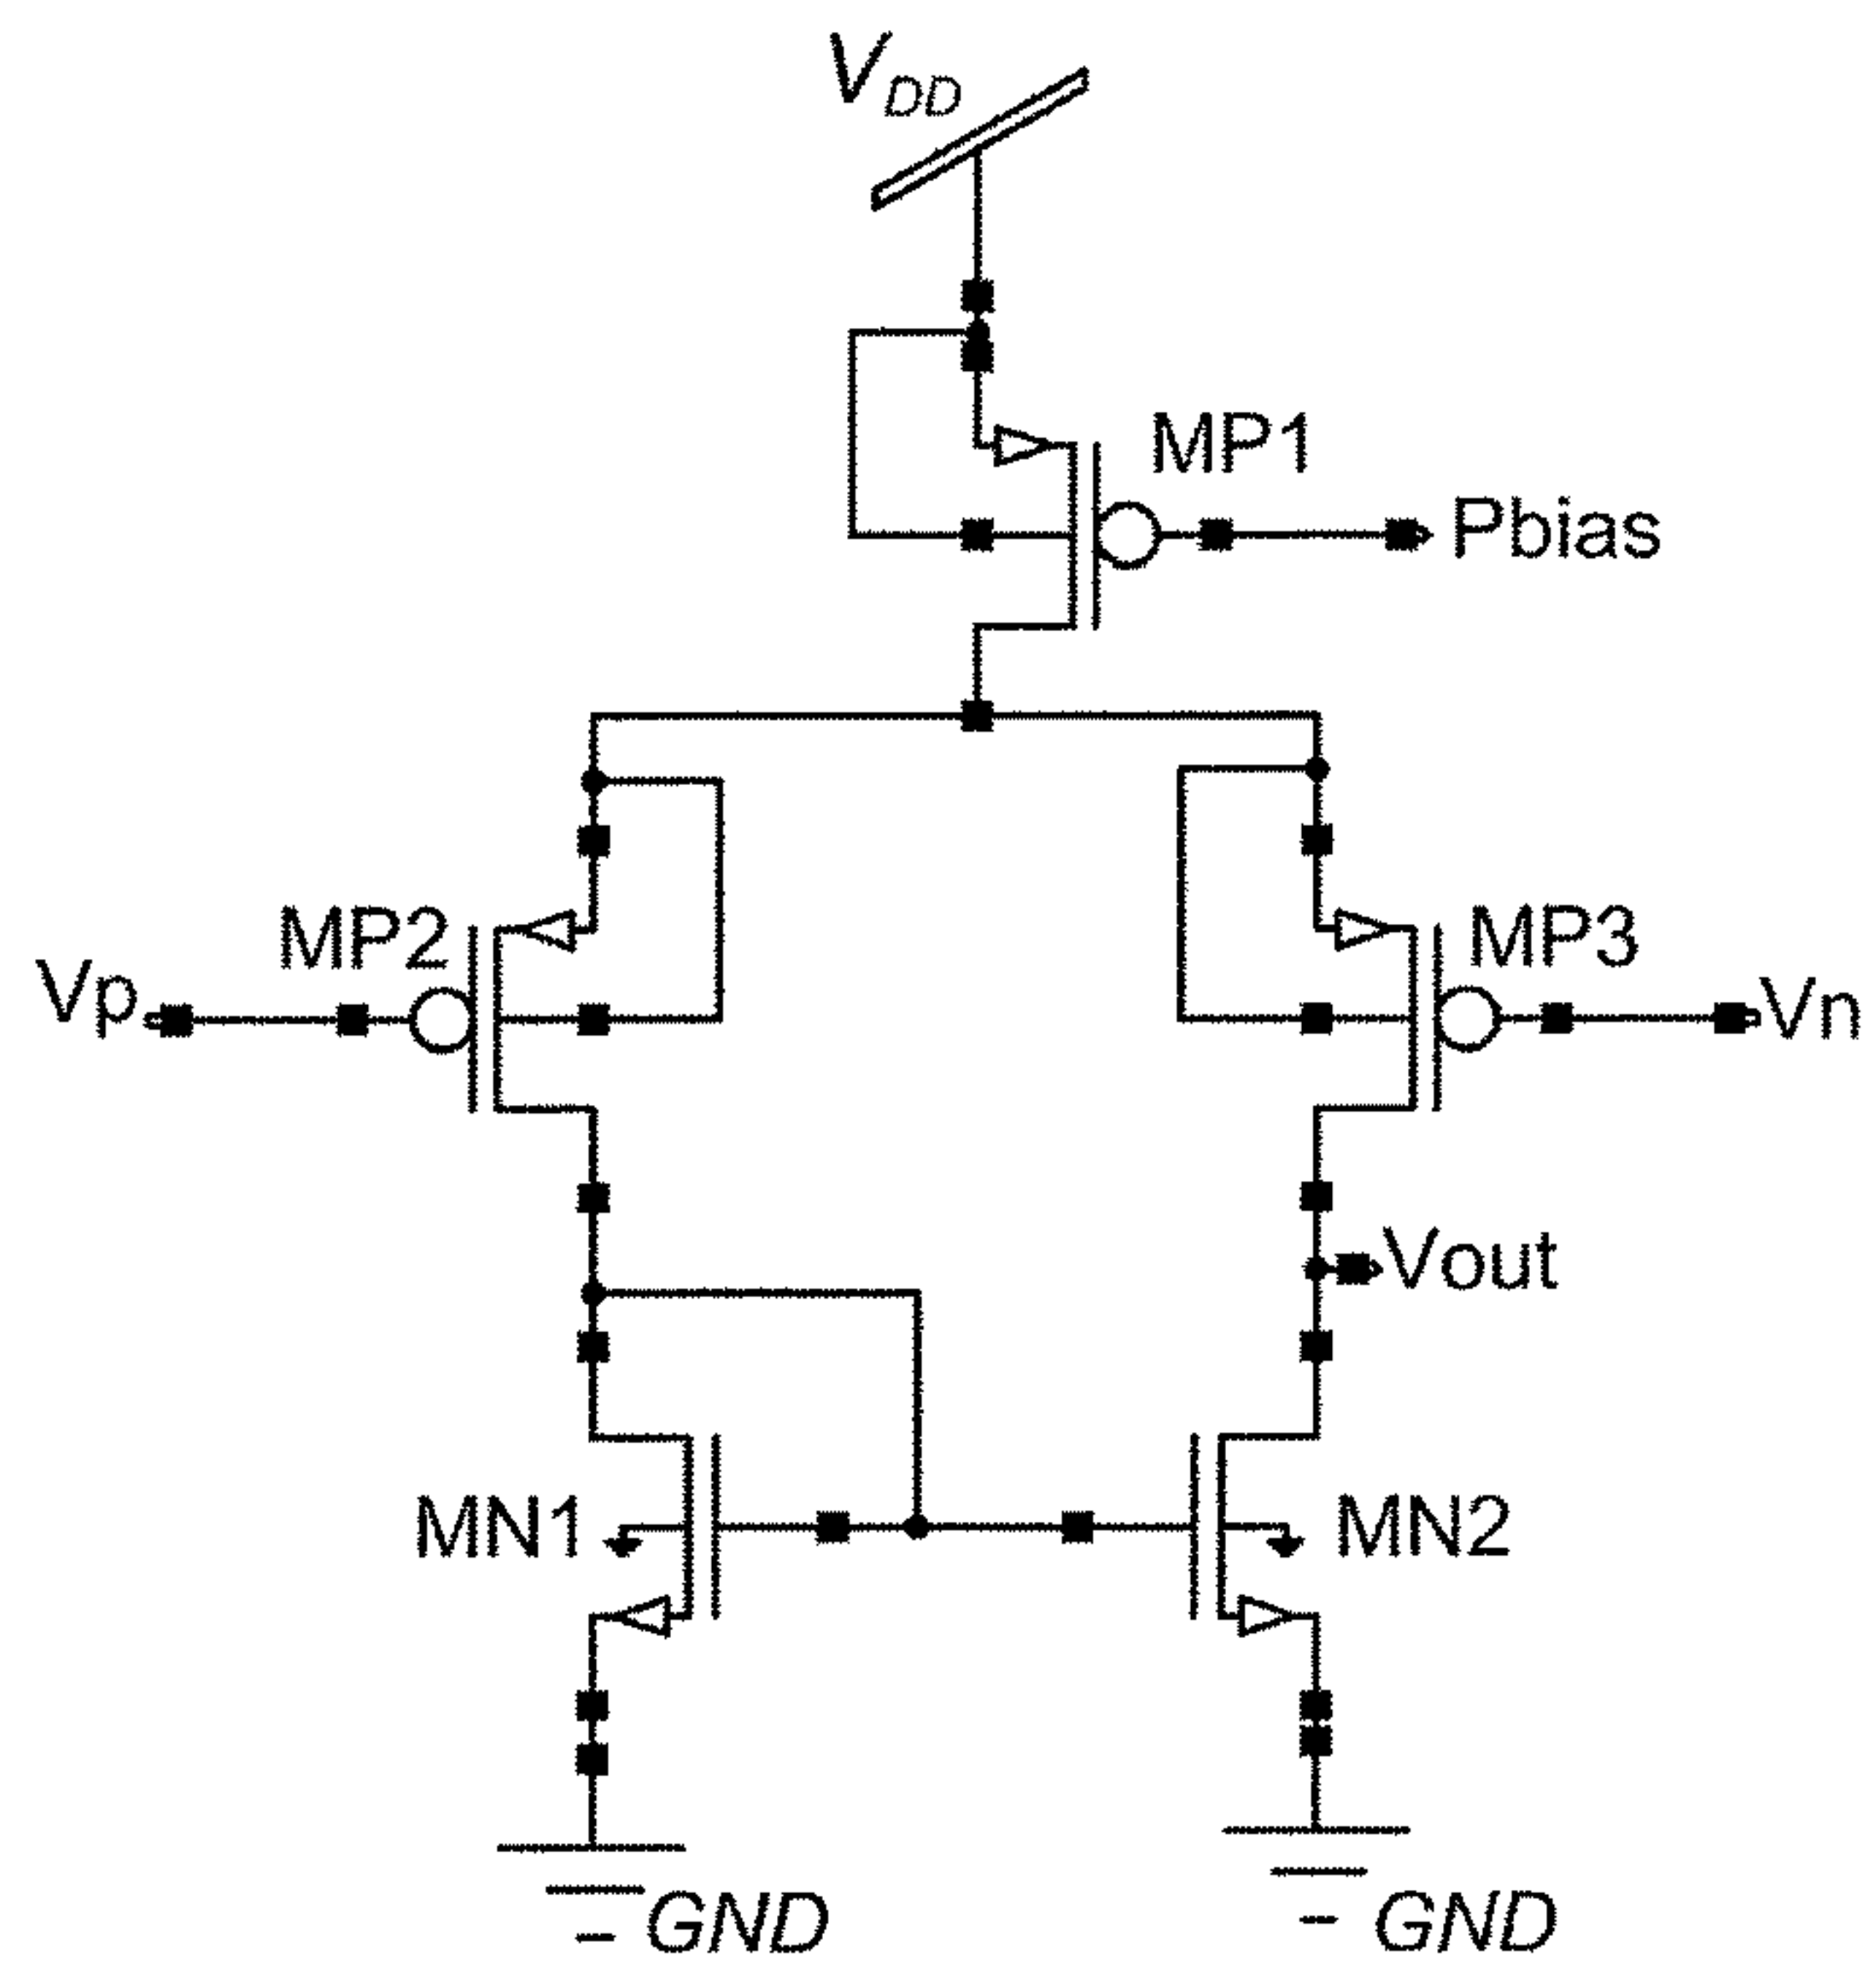 VDD
MP1
Pbias
MP2
MP3
Vp
Vn
Vout
MN1
MN2
GND
GND